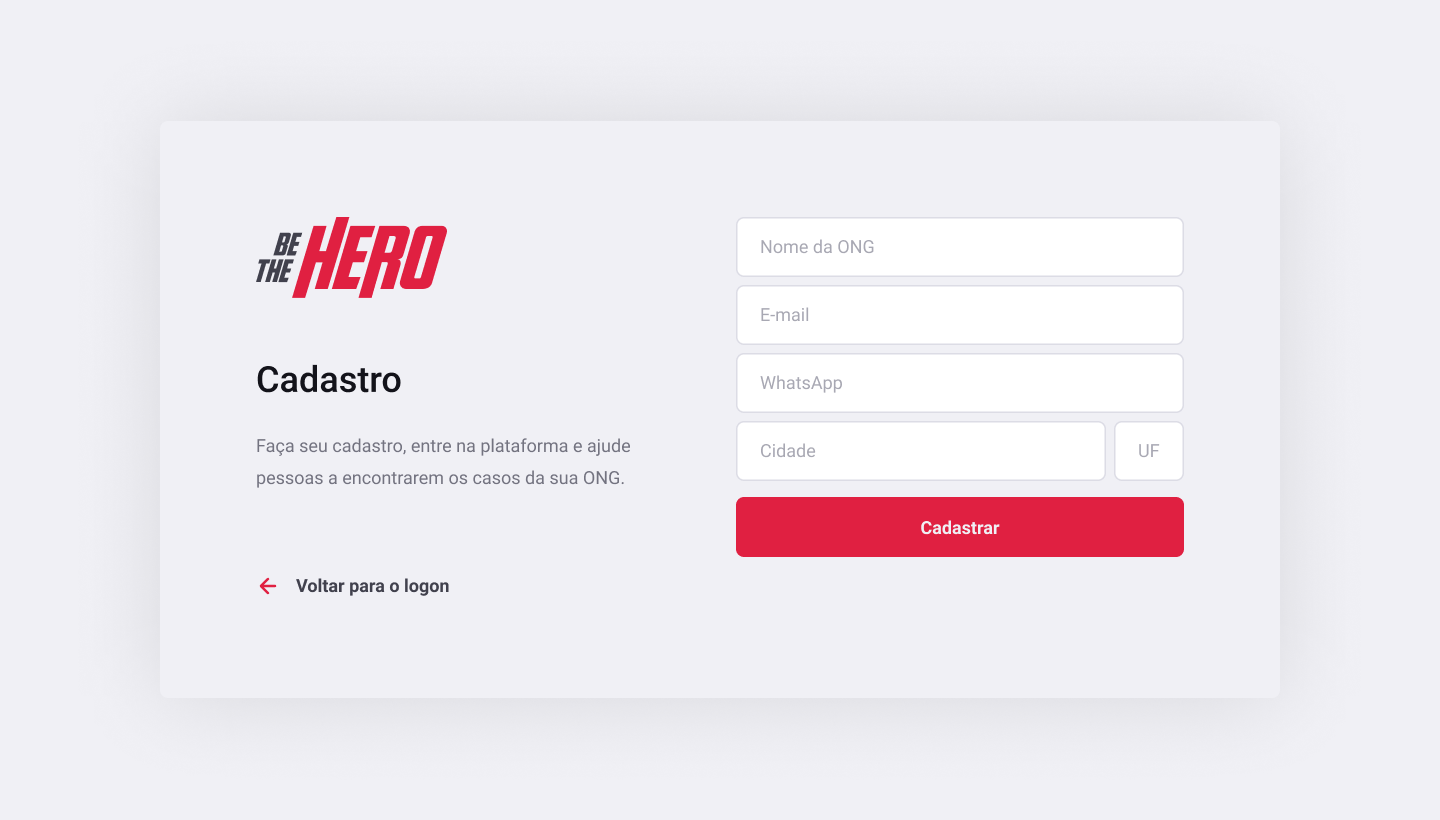 BE
THE
HERO
Cadastro
Faça seu cadastro, entre na plataforma e ajude
pessoas a encontrarem os casos da sua ONG.
Voltar para o logon
Nome da ONG
E-mail
WhatsApp
Cidade
UF
Cadastrar